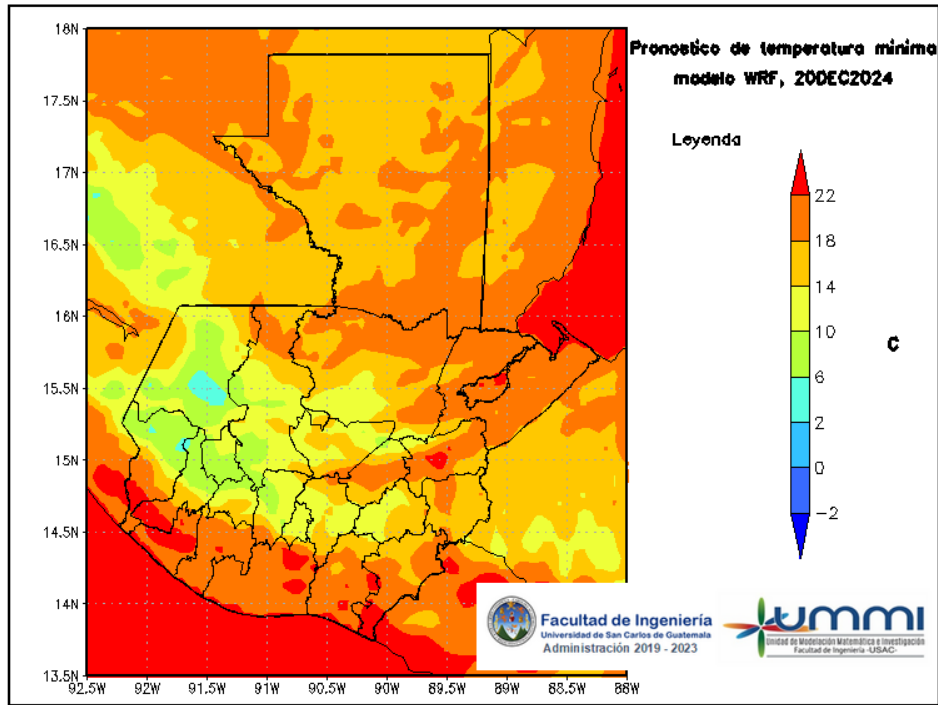 Pronostico de temperatura minima
modelo WRF, 20DEC2024
Leyenda
22
18
14
10
6
2
0
-2
C
18N
17.5N
17N
16.5N
16N
15.5N
15N
14.5N
14N
13.5N
92.5W
92W
91.5W
91W
90.5W
90W
89.5W
89W
88.5W
88W
Facultad de Ingeniería
Universidad de San Carlos de Guatemala
Administración 2019 - 2023
UMMI
Unidad de Modelación Matemática e Investigación
Facultad de Ingeniería -USAC-